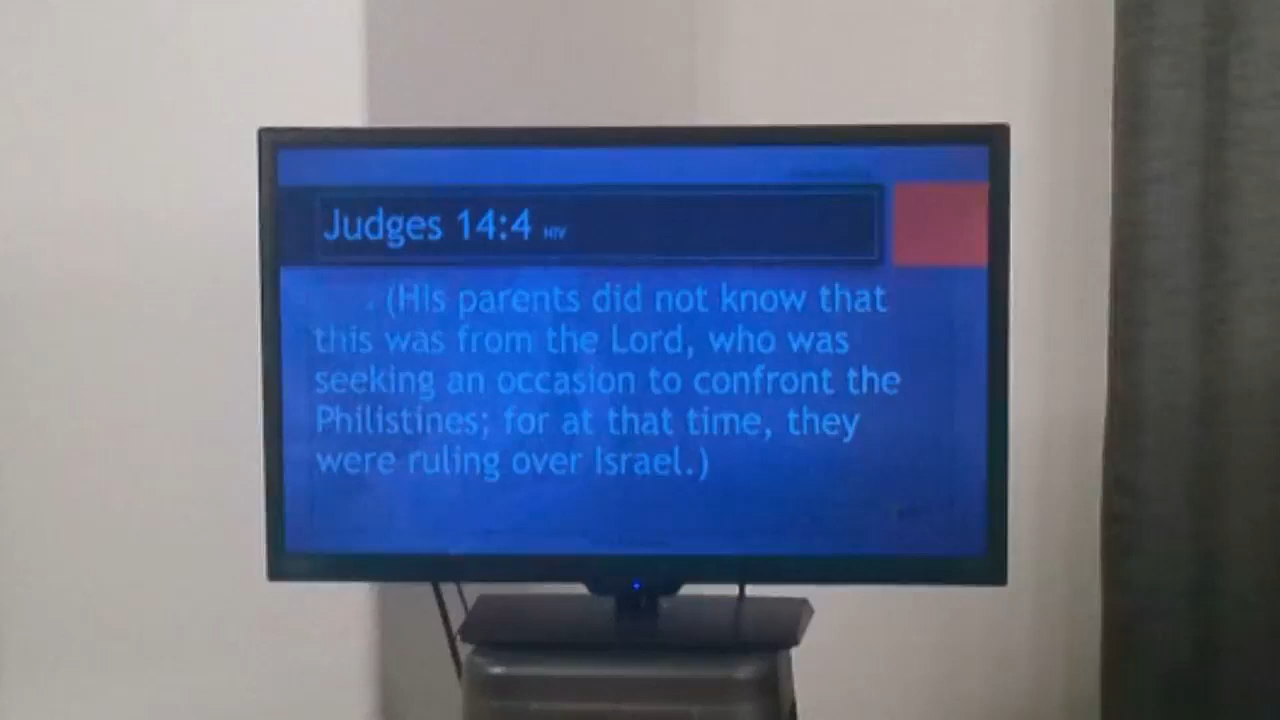 Judges 14:4 NIV
(His parents did not know that
this was from the Lord, who was
seeking an occasion to confront the
Philistines; for at that time, they
were ruling over Israel.)